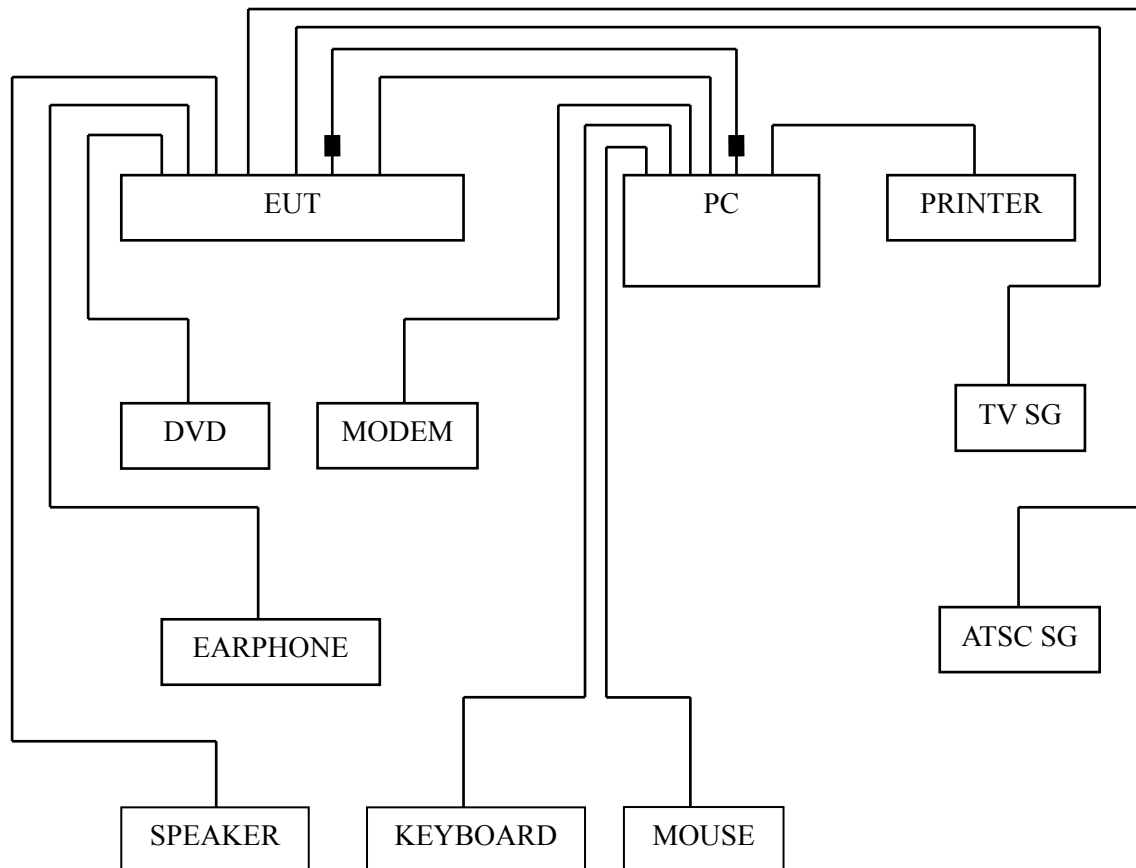 EUT
PC
PRINTER
DVD
MODEM
TV SG
EARPHONE
ATSC SG
SPEAKER
KEYBOARD
MOUSE